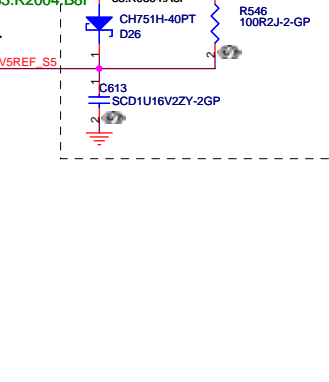 R546
100R2J-2-GP
CH751H-40PT
D26
1
2
V5REF_S5
1
C613
SCD1U16V2ZY-2GP
2